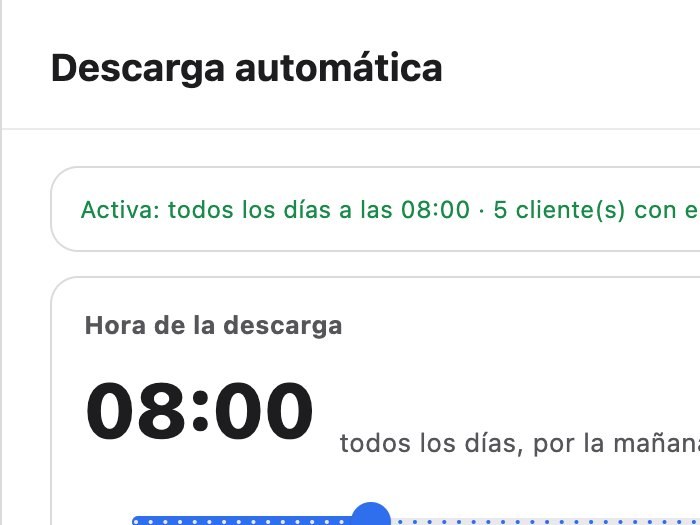 Descarga automática
Activa: todos los días a las 08:00 · 5 cliente(s) con e
Hora de la descarga
08:00
todos los días, por la mañana